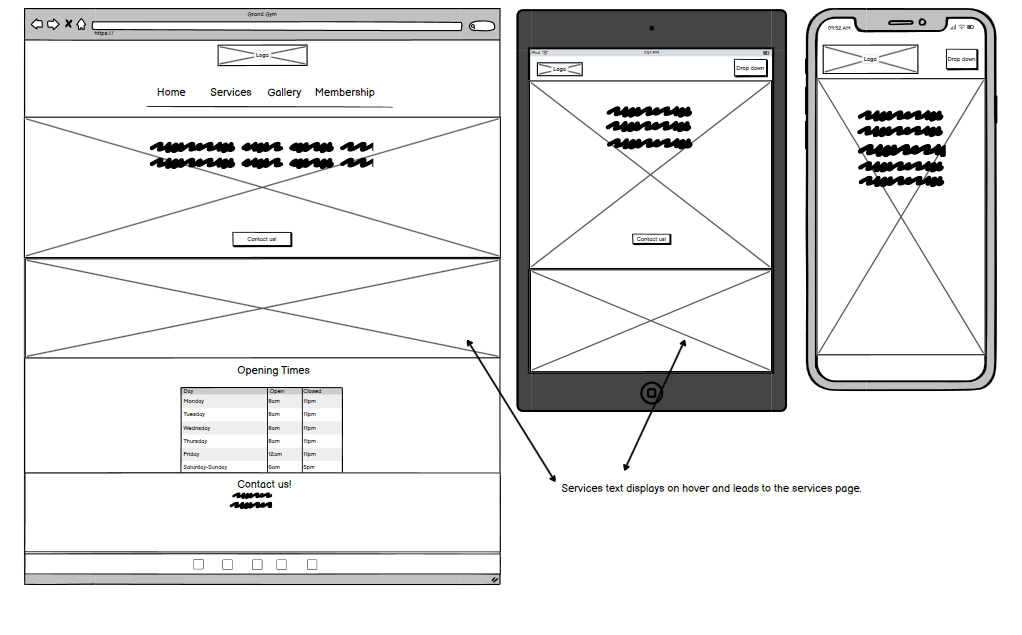 Grand Gym
https://
Logo
Home Services Gallery Membership
Contact us!
Opening Times
Day Open Closed
Monday 8am 11pm
Tuesday 8am 11pm
Wednesday 8am 11pm
Thursday 8am 11pm
Friday 12am 11pm
Saturday-Sunday 6am 5pm
Contact us!
iPad 7:51 PM
Logo Drop down
Contact us!
09:52 AM
Logo Drop down
Services text displays on hover and leads to the services page.